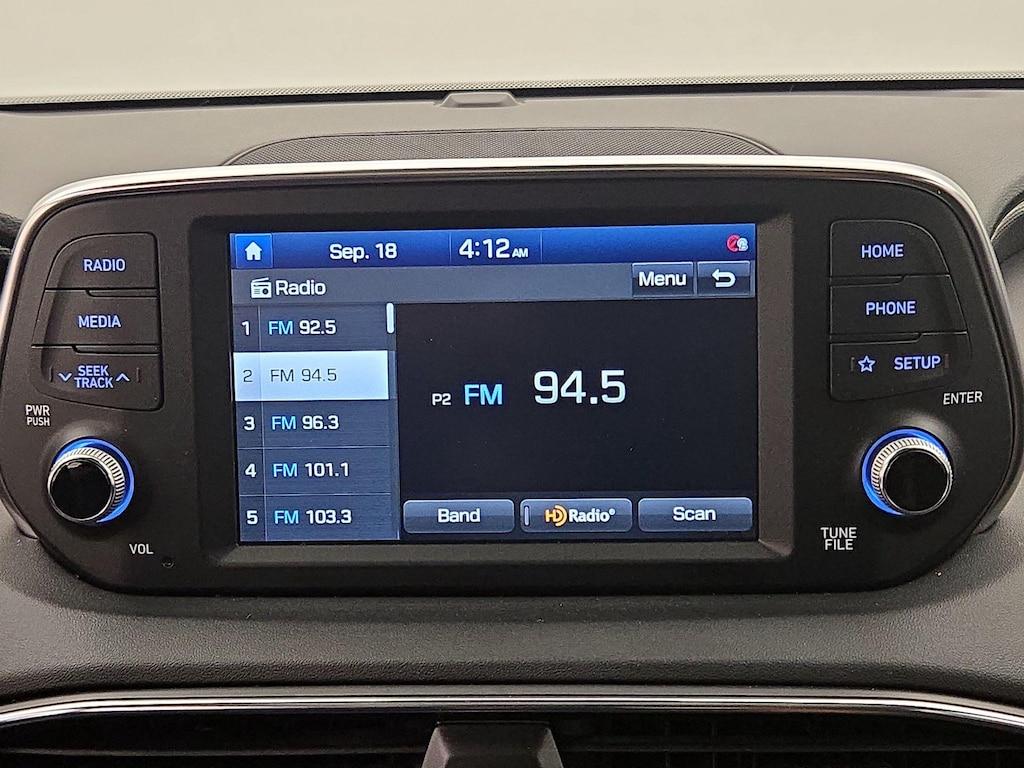 Sep. 18 4:12 AM
Radio Menu
1 FM 92.5
2 FM 94.5
3 FM 96.3
4 FM 101.1
5 FM 103.3
P2 FM 94.5
Band HD Radio® Scan
RADIO
MEDIA
SEEK
TRACK
PWR
PUSH
VOL
HOME
PHONE
SETUP
ENTER
TUNE
FILE